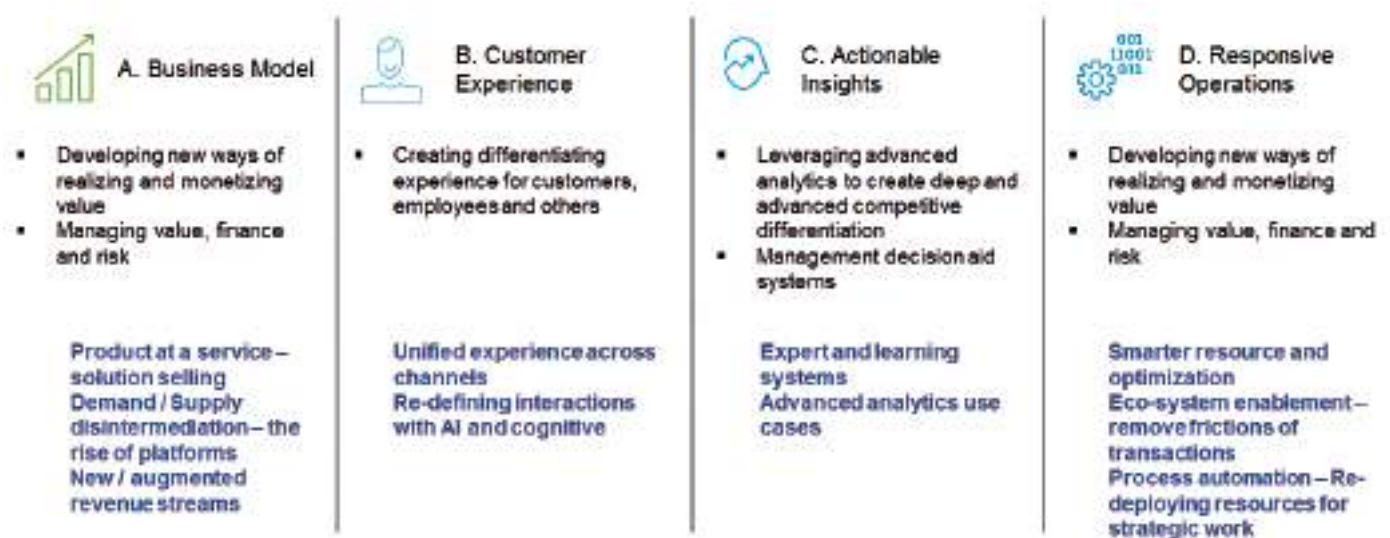 A. Business Model
▪ Developing new ways of
realizing and monetizing
value
▪ Managing value, finance
and risk
Product at a service –
solution selling
Demand / Supply
disintermediation – the
rise of platforms
New / augmented
revenue streams
B. Customer
Experience
▪ Creating differentiating
experience for customers,
employees and others
Unified experience across
channels
Re-defining interactions
with AI and cognitive
C. Actionable
Insights
▪ Leveraging advanced
analytics to create deep and
advanced competitive
differentiation
▪ Management decision aid
systems
Expert and learning
systems
Advanced analytics use
cases
001
11001
011
D. Responsive
Operations
▪ Developing new ways of
realizing and monetizing
value
▪ Managing value, finance and
risk
Smarter resource and
optimization
Eco-system enablement –
remove frictions of
transactions
Process automation – Re-
deploying resources for
strategic work